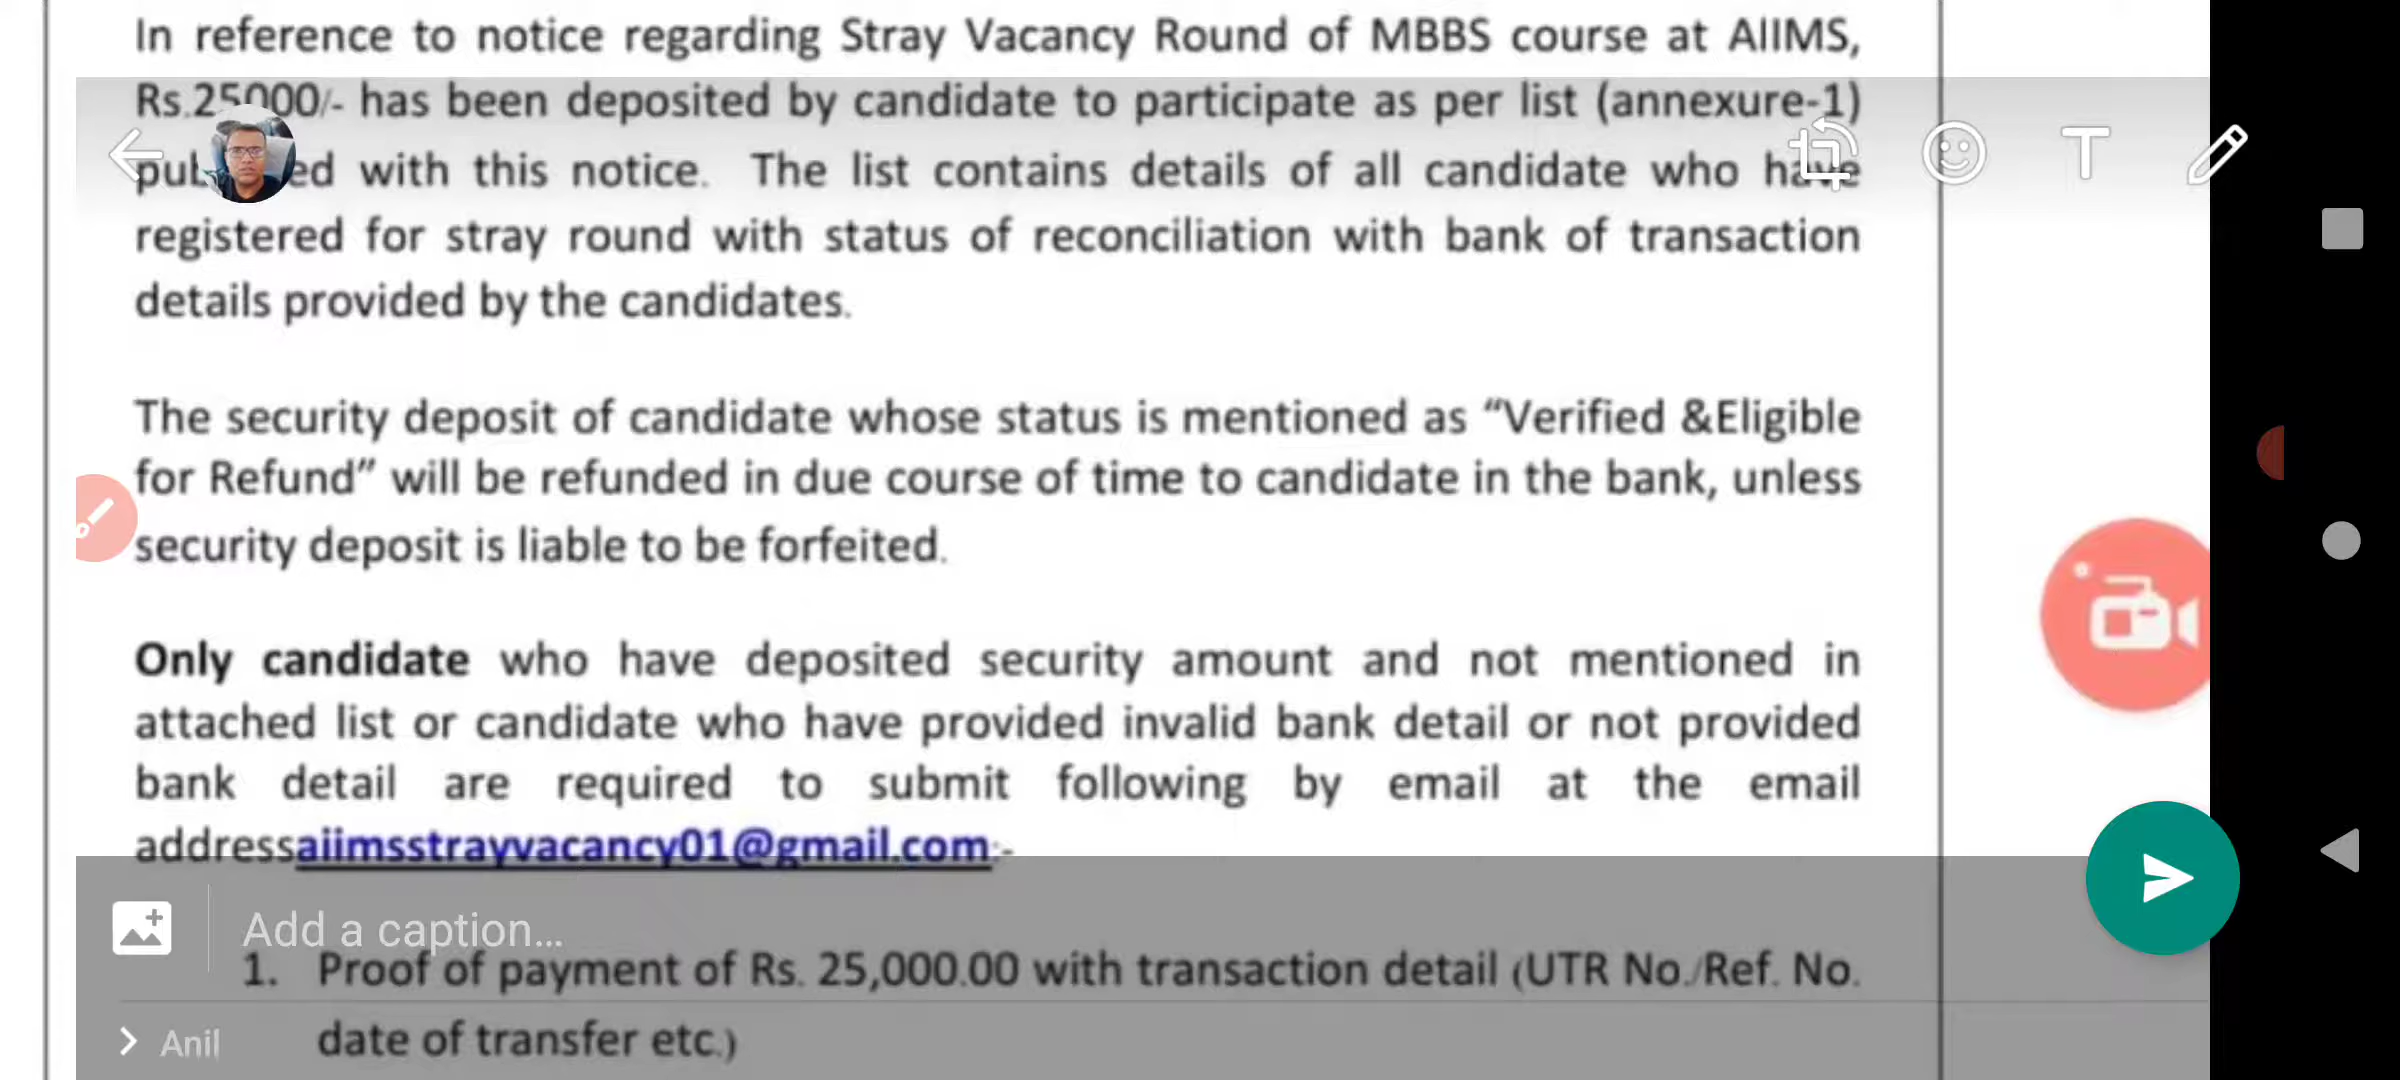 In reference to notice regarding Stray Vacancy Round of MBBS course at AIIMS,
Rs.25000/- has been deposited by candidate to participate as per list (annexure-1)
with this notice. The list contains details of all candidate who have
registered for stray round with status of reconciliation with bank of transaction
details provided by the candidates.
The security deposit of candidate whose status is mentioned as “Verified &Eligible
for Refund” will be refunded in due course of time to candidate in the bank, unless
security deposit is liable to be forfeited.
Only candidate who have deposited security amount and not mentioned in
attached list or candidate who have provided invalid bank detail or not provided
bank detail are required to submit following by email at the email
addressaiimsstrayvacancy01@gmail.com:-
Add a caption...
1. Proof of payment of Rs. 25,000.00 with transaction detail (UTR No./Ref. No.
date of transfer etc.)
Anil
T